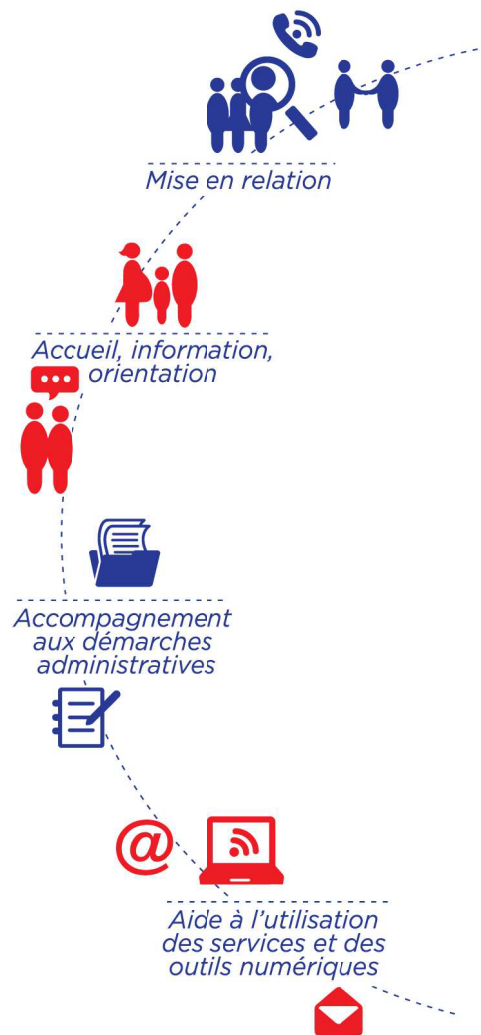 Mise en relation
Accueil, information,
orientation
Accompagnement
aux démarches
administratives
@
Aide à l'utilisation
des services et des
outils numériques